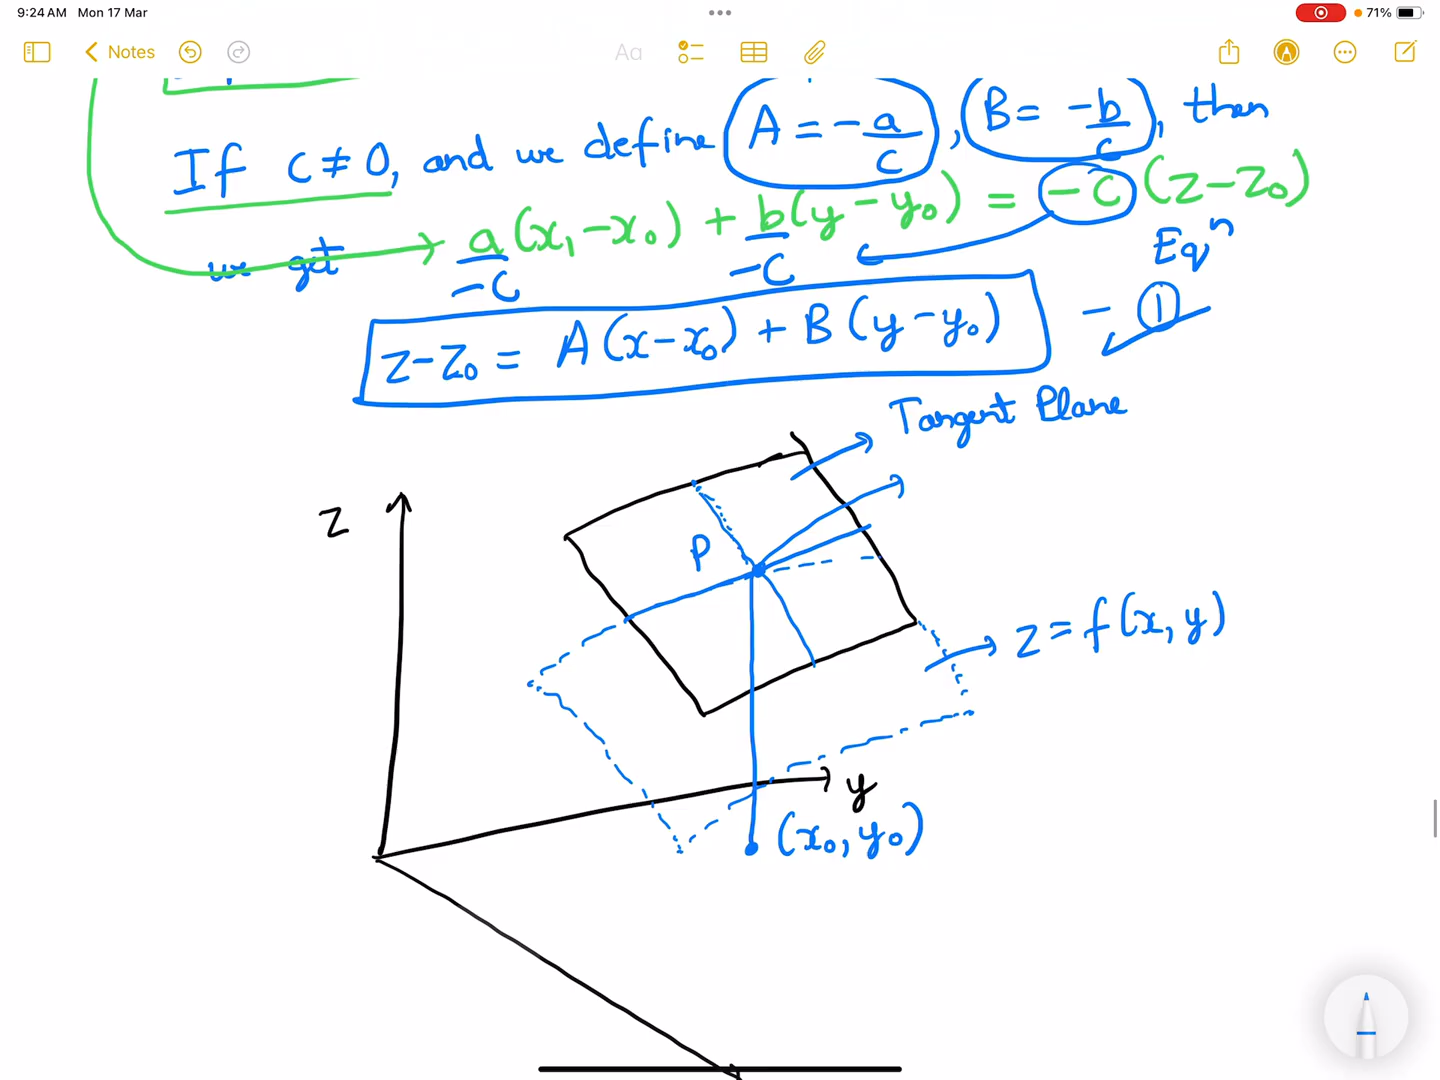 9:24 AM Mon 17 Mar
71%
Notes
Aa
If c ≠ 0, and we define A = -a/c, B = -b/c, then
we get a/-c (x₁-x₀) + b/-c (y-y₀) = -c (z-z₀)
Eqⁿ
z-z₀ = A(x-x₀) + B(y-y₀) - ①
Tangent Plane
z
P
z = f(x, y)
y
(x₀, y₀)